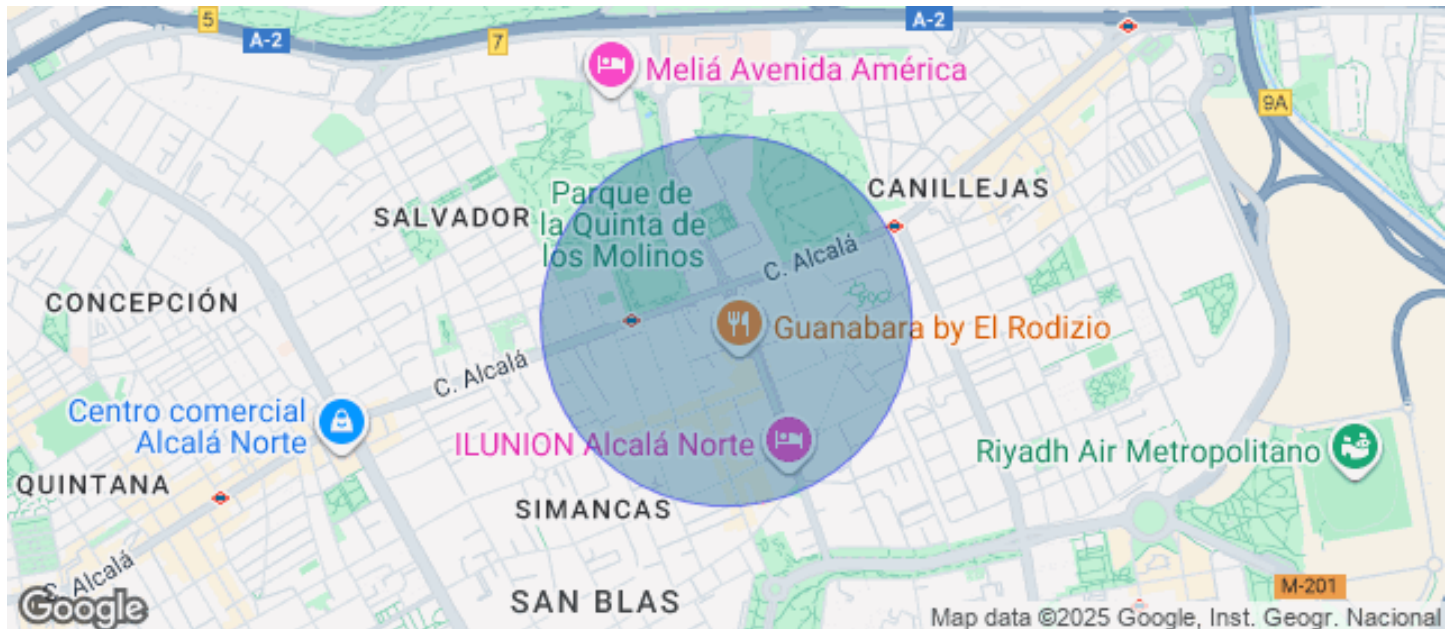 5
A-2
7
A-2
Meliá Avenida América
9A
Parque de
la Quinta de
los Molinos
SALVADOR
CANILLEJAS
C. Alcalá
CONCEPCIÓN
Guanabara by El Rodizio
C. Alcalá
Centro comercial
Alcalá Norte
ILUNION Alcalá Norte
Riyadh Air Metropolitano
QUINTANA
SIMANCAS
C. Alcalá
SAN BLAS
M-201
Google
Map data ©2025 Google, Inst. Geogr. Nacional